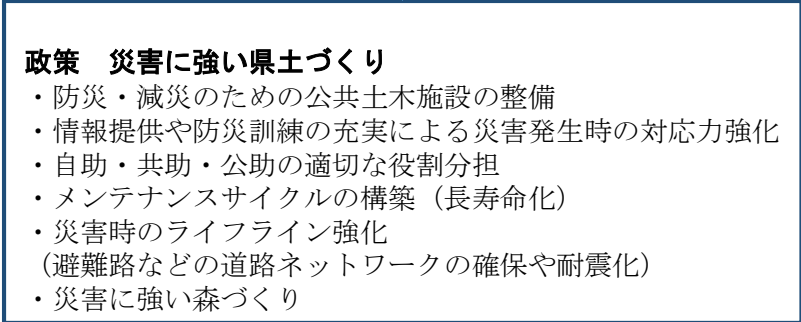 政策　災害に強い県土づくり
・防災・減災のための公共土木施設の整備
・情報提供や防災訓練の充実による災害発生時の対応力強化
・自助・共助・公助の適切な役割分担
・メンテナンスサイクルの構築（長寿命化）
・災害時のライフライン強化
（避難路などの道路ネットワークの確保や耐震化）
・災害に強い森づくり